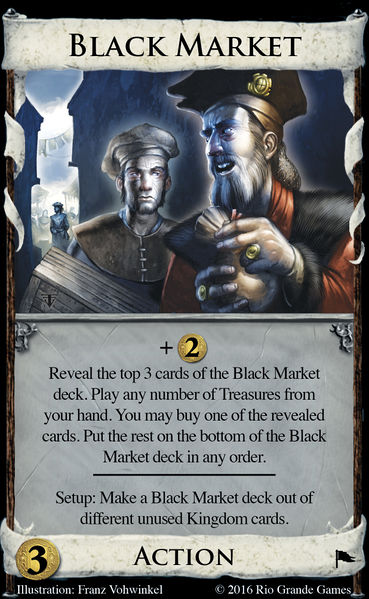 BLACK MARKET
+ 2
Reveal the top 3 cards of the Black Market
deck. Play any number of Treasures from
your hand. You may buy one of the revealed
cards. Put the rest on the bottom of the Black
Market deck in any order.
Setup: Make a Black Market deck out of
different unused Kingdom cards.
3 ACTION
Illustration: Franz Vohwinkel © 2016 Rio Grande Games